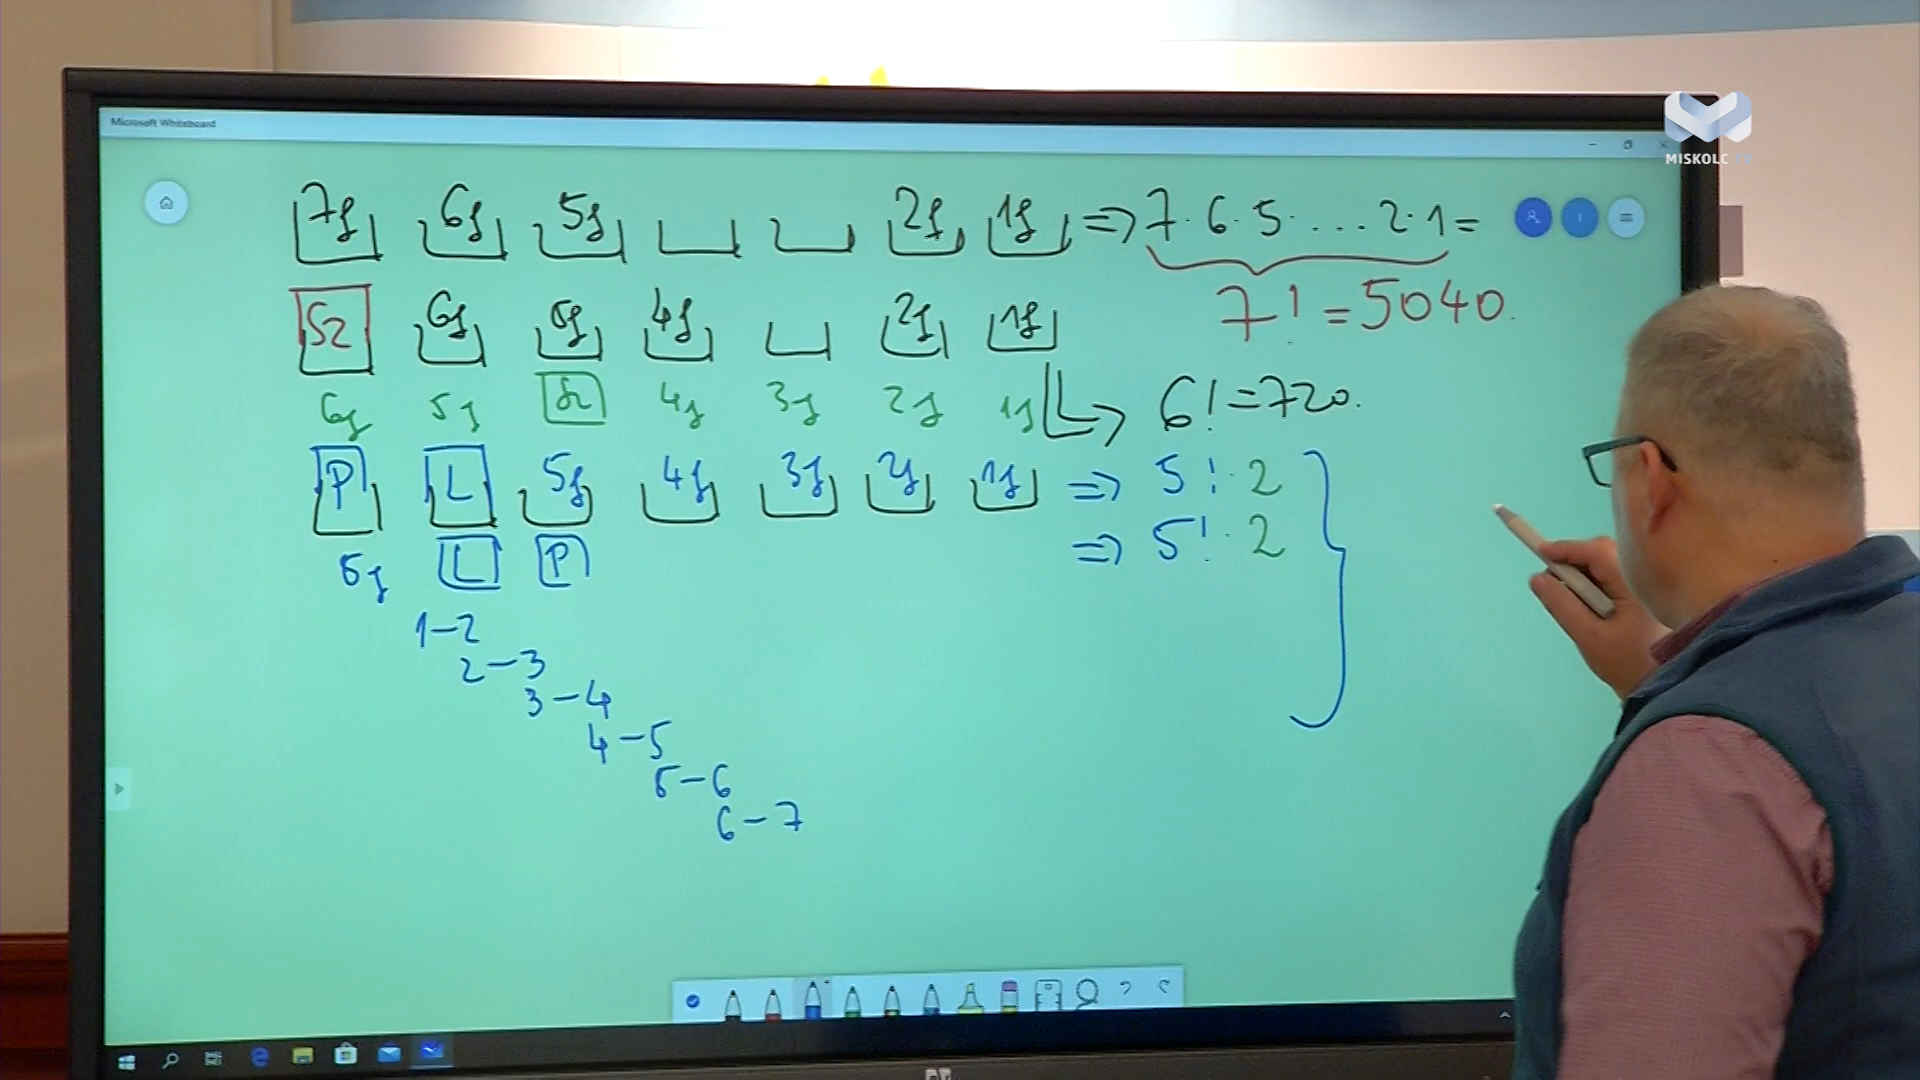 Microsoft Whiteboard
MISKOLC TV
7f 6f 5f 2f 1f => 7·6·5·...2·1=
7! = 5040.
Sz 6f 5f 4f 2f 1f
6f 5f Sz 4f 3f 2f 1f => 6! = 720.
P L 5f 4f 3f 2f 1f => 5!·2
5f L P => 5!·2
1-2
2-3
3-4
4-5
5-6
6-7